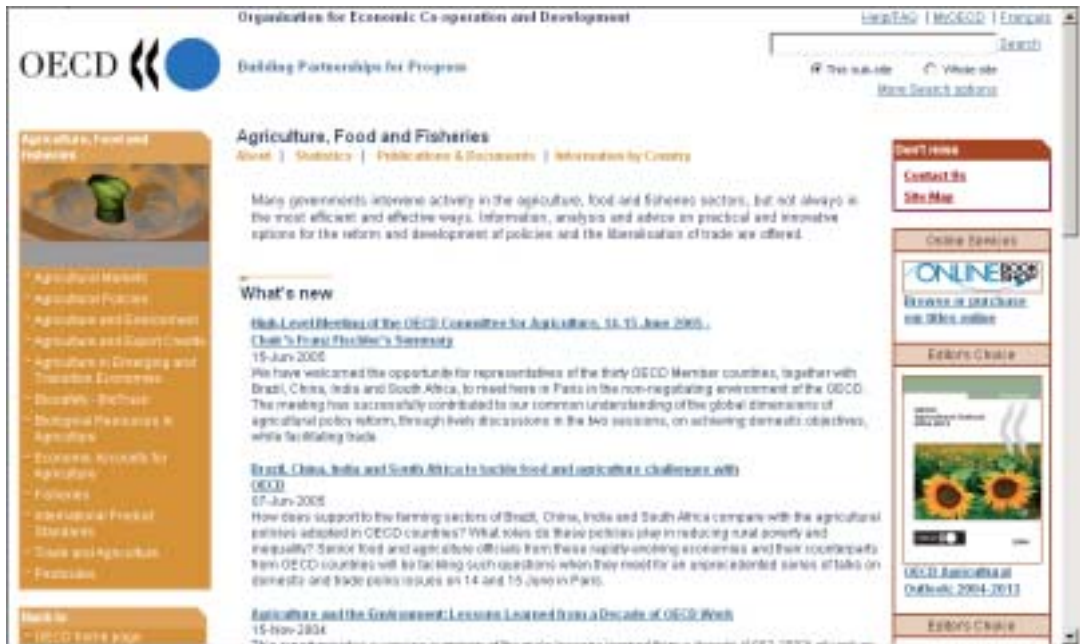 Organisation for Economic Co-operation and Development
Help/FAQ | MyOECD | Français
OECD
Search
Building Partnerships for Progress
This sub-site Whole site
More Search options
Agriculture, Food and
Fisheries
Agriculture, Food and Fisheries
About | Statistics | Publications & Documents | Information by Country
Many governments intervene actively in the agriculture, food and fisheries sectors, but not always in
the most efficient and effective ways. Information, analysis and advice on practical and innovative
options for the reform and development of policies and the liberalisation of trade are offered.
What's new
High-Level Meeting of the OECD Committee for Agriculture, 14-15 June 2005 -
Chair's Franz Fischler's Summary
15-Jun-2005
We have welcomed the opportunity for representatives of the thirty OECD Member countries, together with
Brazil, China, India and South Africa, to meet here in Paris in the non-negotiating environment of the OECD.
The meeting has successfully contributed to our common understanding of the global dimensions of
agricultural policy reform, through lively discussions in the two sessions, on achieving domestic objectives,
while facilitating trade.
Brazil, China, India and South Africa to tackle food and agriculture challenges with
OECD
07-Jun-2005
How does support to the farming sectors of Brazil, China, India and South Africa compare with the agricultural
policies adopted in OECD countries? What roles do these policies play in reducing rural poverty and
inequality? Senior food and agriculture officials from these rapidly-evolving economies and their counterparts
from OECD countries will be tackling such questions when they meet for an unprecedented series of talks on
domestic and trade policy issues on 14 and 15 June in Paris.
Agriculture and the Environment: Lessons Learned from a Decade of OECD Work
15-Nov-2004
Agricultural Markets
Agricultural Policies
Agriculture and Environment
Agriculture and Export Credits
Agriculture in Emerging and
Transition Economies
Biosafety - BioTrack
Biological Resources in
Agriculture
Economic Accounts for
Agriculture
Fisheries
International Product
Standards
Trade and Agriculture
Pesticides
Back to
OECD home page
Don't miss
Contact Us
Site Map
Online Services
ONLINE
Browse or purchase
our titles online
Editor's Choice
OECD Agricultural
Outlook: 2004-2013
Editor's Choice